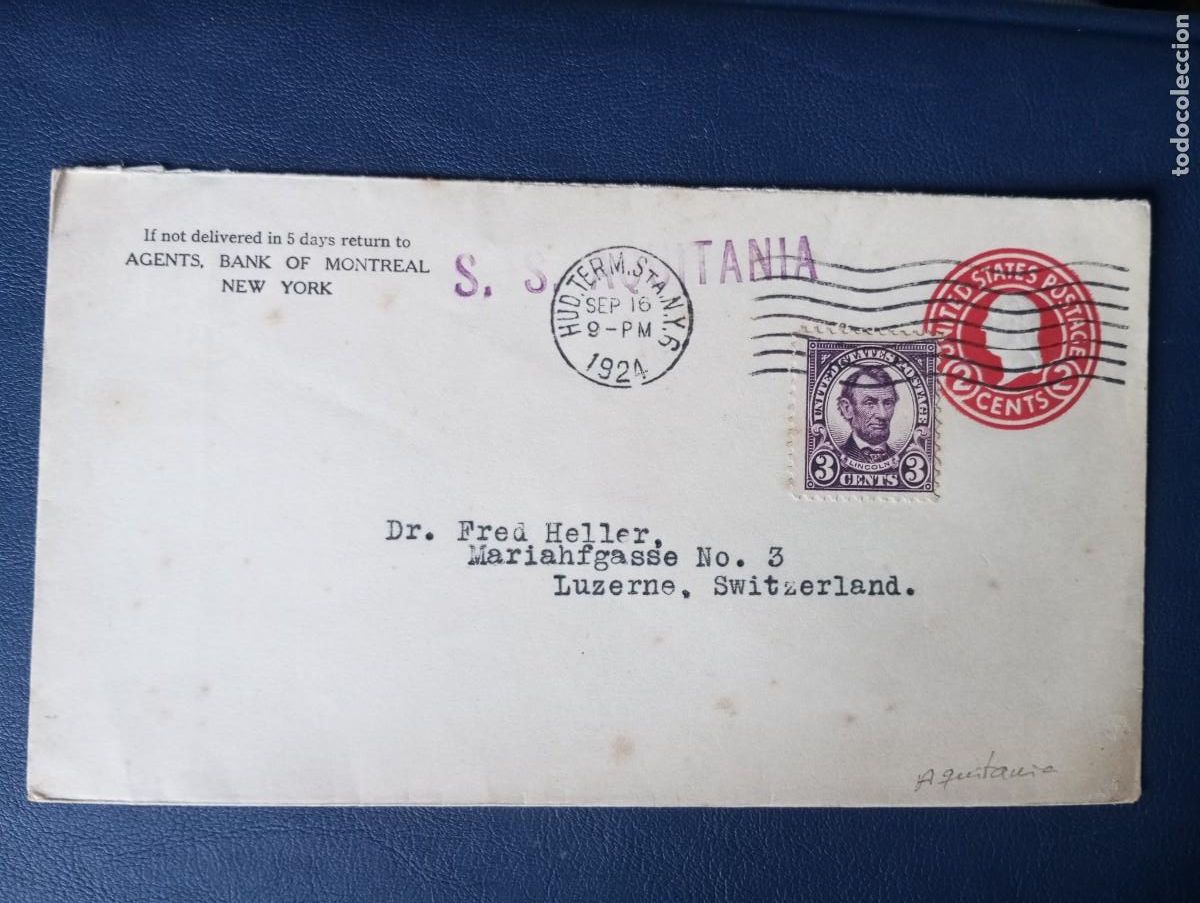 If not delivered in 5 days return to
AGENTS, BANK OF MONTREAL
NEW YORK
S. S. AQUITANIA
HUD.TERM.STA.N.Y.6
SEP 16
9-PM
1924
UNITED STATES POSTAGE
2 CENTS 2
UNITED STATES POSTAGE
LINCOLN
3 CENTS 3
Dr. Fred Heller,
Mariahfgasse No. 3
Luzerne, Switzerland.
Aquitania
todocoleccion